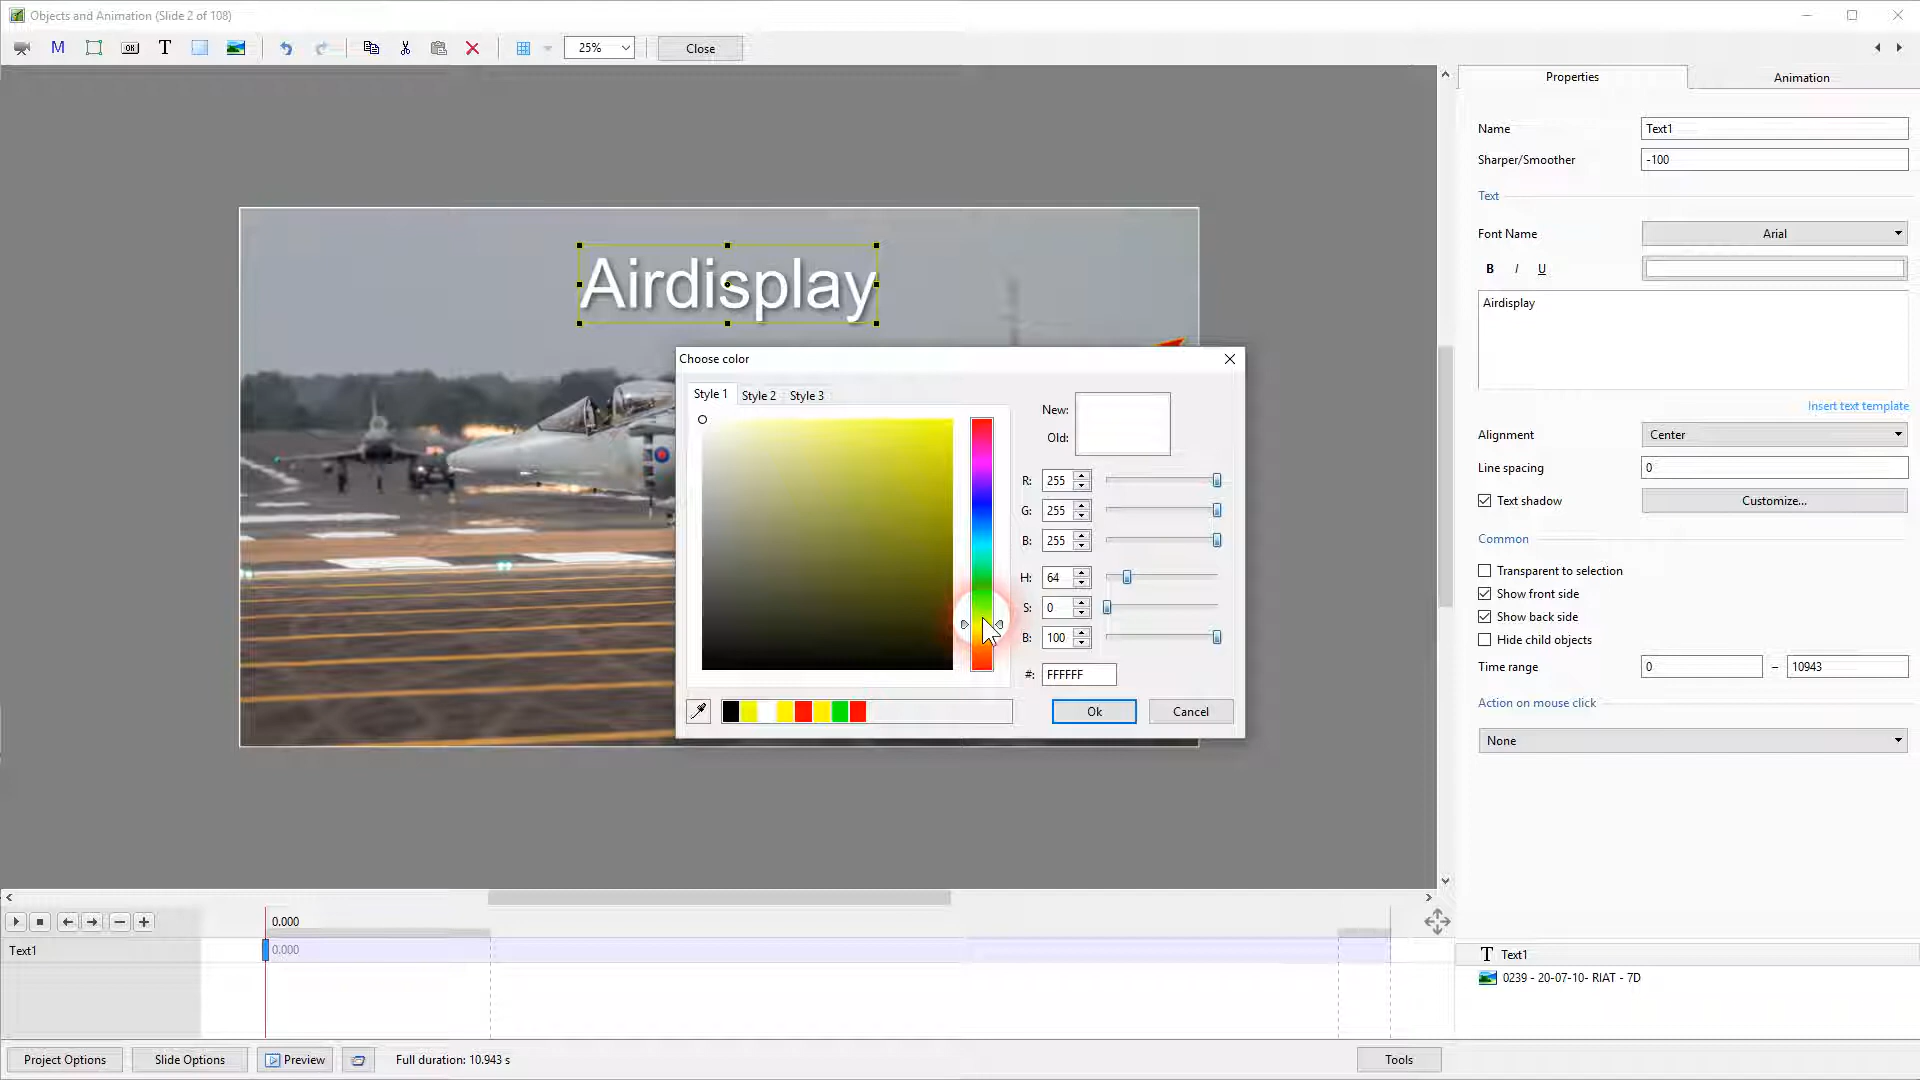 Objects and Animation (Slide 2 of 108)
M OK T 25% Close
Properties Animation
Name Text1
Sharper/Smoother -100
Text
Font Name Arial
B I U
Airdisplay
Insert text template
Alignment Center
Line spacing 0
Text shadow Customize...
Common
Transparent to selection
Show front side
Show back side
Hide child objects
Time range 0 – 10943
Action on mouse click
None
Airdisplay
Choose color
Style 1 Style 2 Style 3
New:
Old:
R: 255
G: 255
B: 255
H: 64
S: 0
B: 100
#: FFFFFF
Ok Cancel
0.000
Text1 0.000
T Text1
0239 - 20-07-10- RIAT - 7D
Project Options Slide Options Preview Full duration: 10.943 s Tools